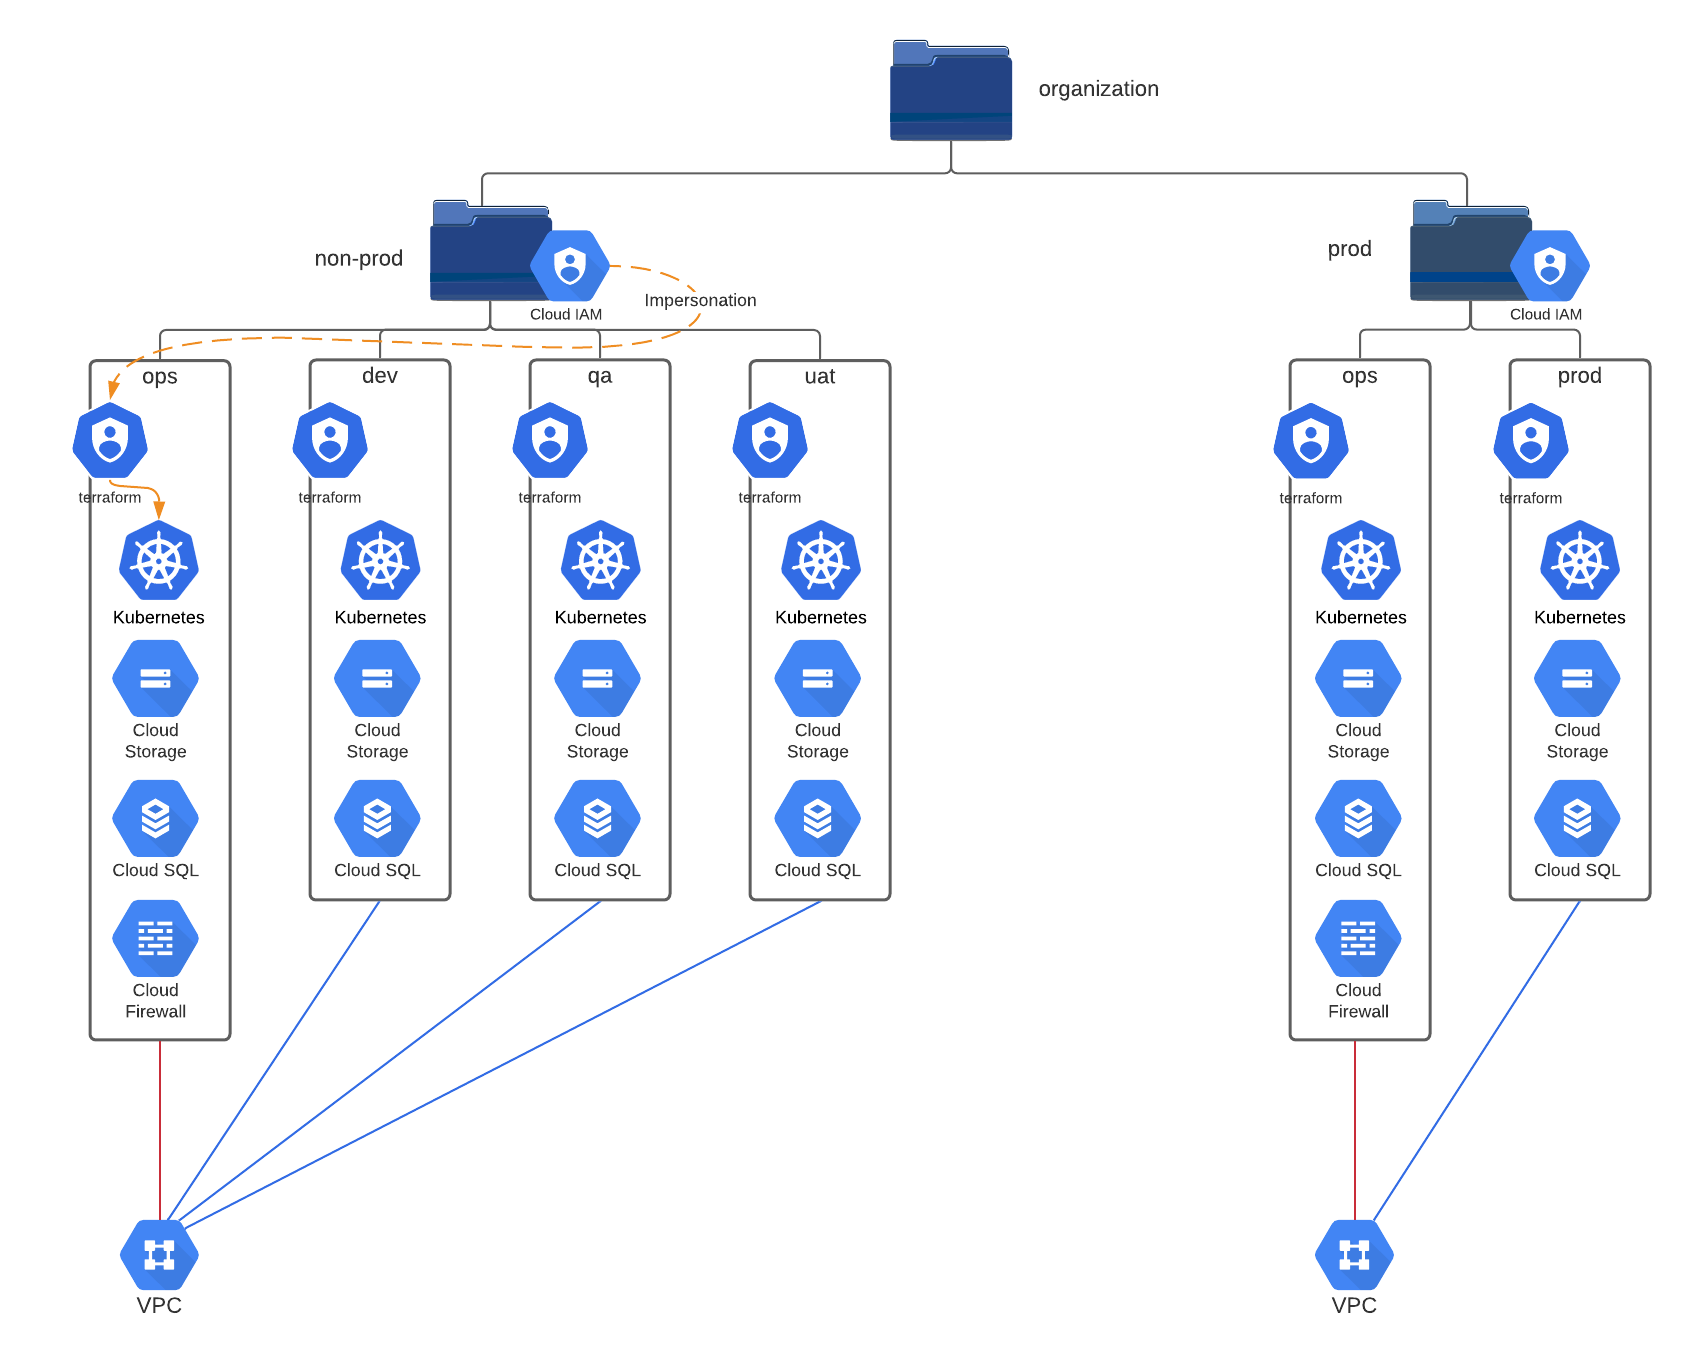 organization
non-prod
prod
Impersonation
Cloud IAM
Cloud IAM
ops
dev
qa
uat
ops
prod
terraform
terraform
terraform
terraform
terraform
terraform
Kubernetes
Kubernetes
Kubernetes
Kubernetes
Kubernetes
Kubernetes
Cloud
Storage
Cloud
Storage
Cloud
Storage
Cloud
Storage
Cloud
Storage
Cloud
Storage
Cloud SQL
Cloud SQL
Cloud SQL
Cloud SQL
Cloud SQL
Cloud SQL
Cloud
Firewall
Cloud
Firewall
VPC
VPC